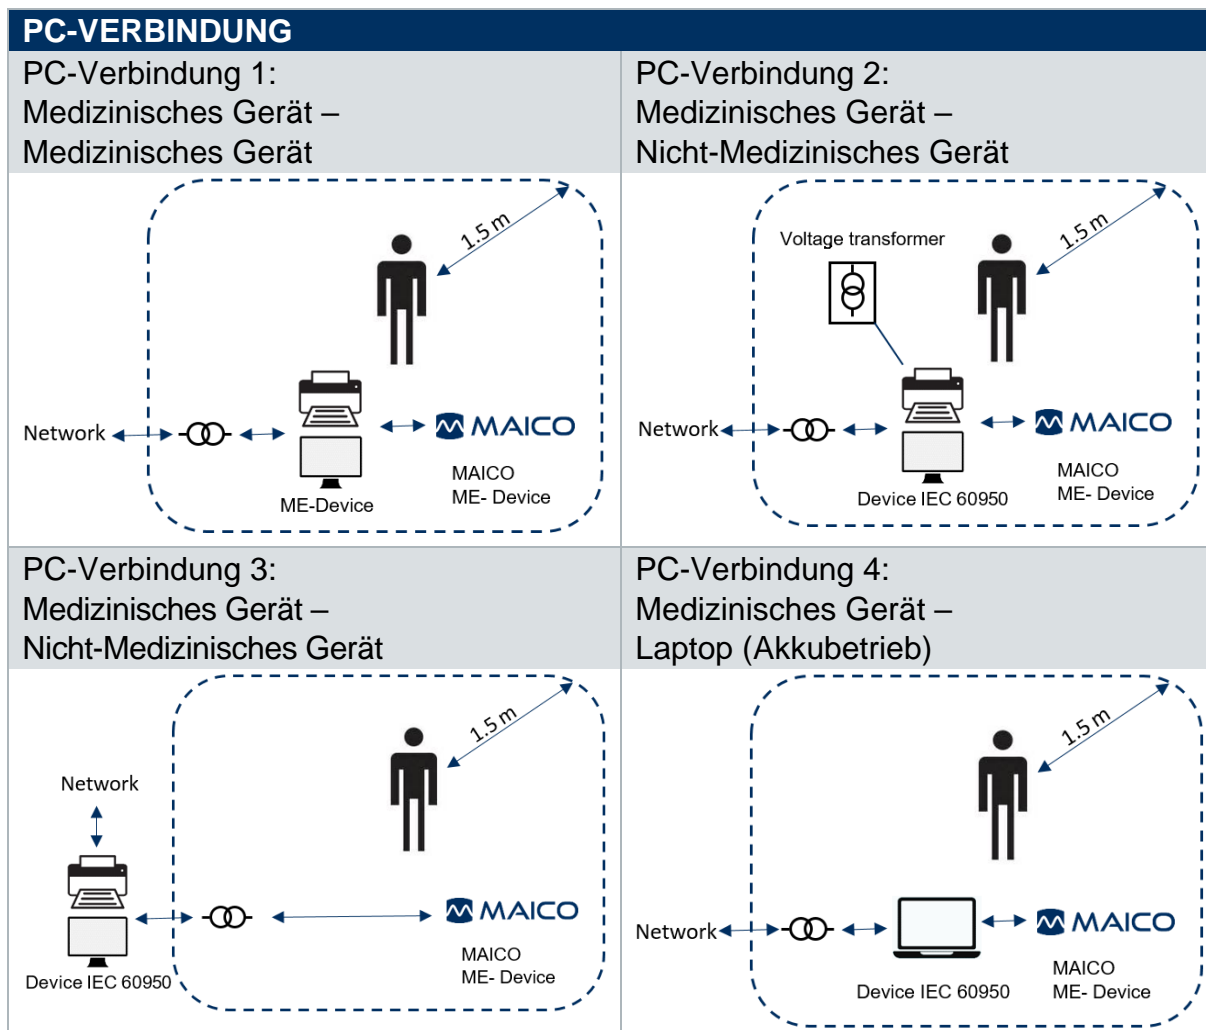 PC-VERBINDUNG
PC-Verbindung 1:
Medizinisches Gerät –
Medizinisches Gerät
1.5 m
Network
MAICO
ME-Device
MAICO
ME- Device
PC-Verbindung 2:
Medizinisches Gerät –
Nicht-Medizinisches Gerät
Voltage transformer
1.5 m
Network
MAICO
Device IEC 60950
MAICO
ME- Device
PC-Verbindung 3:
Medizinisches Gerät –
Nicht-Medizinisches Gerät
1.5 m
Network
MAICO
Device IEC 60950
MAICO
ME- Device
PC-Verbindung 4:
Medizinisches Gerät –
Laptop (Akkubetrieb)
1.5 m
Network
MAICO
Device IEC 60950
MAICO
ME- Device